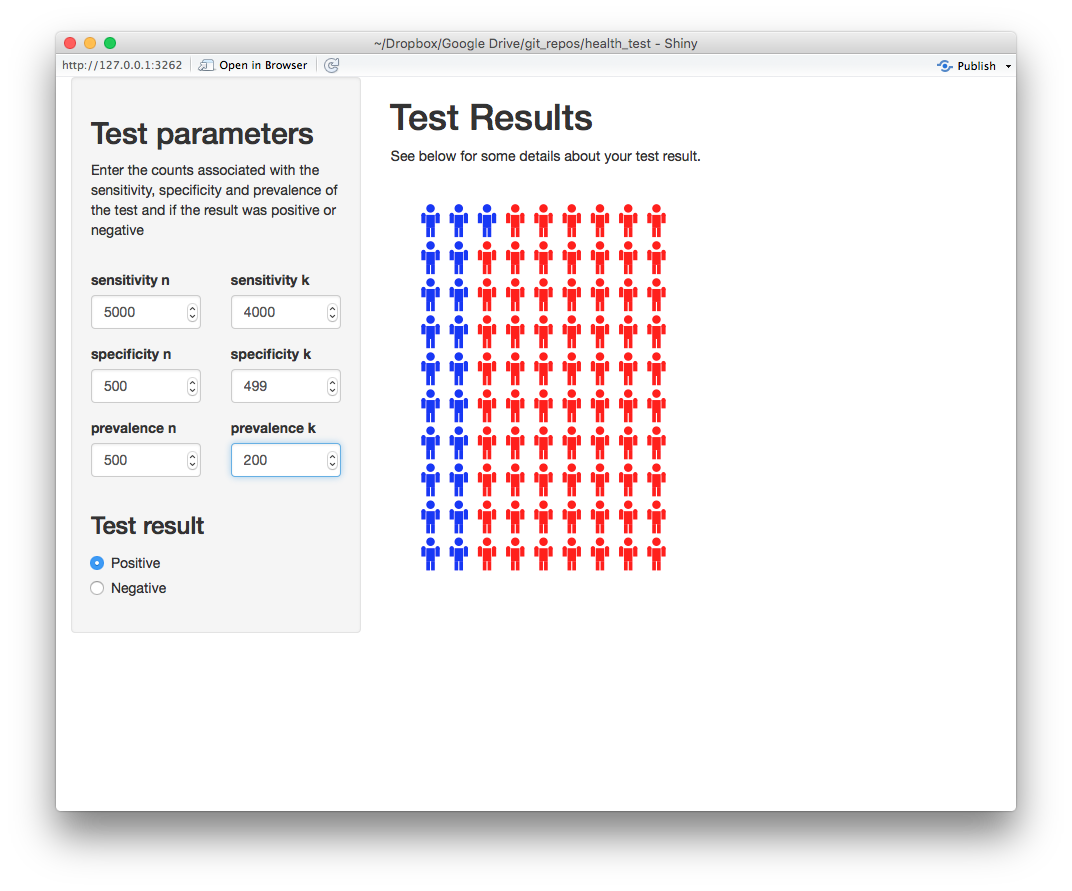 ~/Dropbox/Google Drive/git_repos/health_test - Shiny
http://127.0.0.1:3262 Open in Browser Publish
Test parameters
Enter the counts associated with the
sensitivity, specificity and prevalence of
the test and if the result was positive or
negative
sensitivity n sensitivity k
5000 4000
specificity n specificity k
500 499
prevalence n prevalence k
500 200
Test result
Positive
Negative
Test Results
See below for some details about your test result.